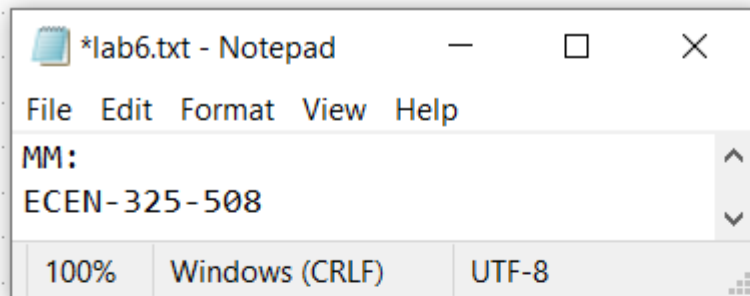 *lab6.txt - Notepad
File Edit Format View Help
MM:
ECEN-325-508
100% Windows (CRLF) UTF-8